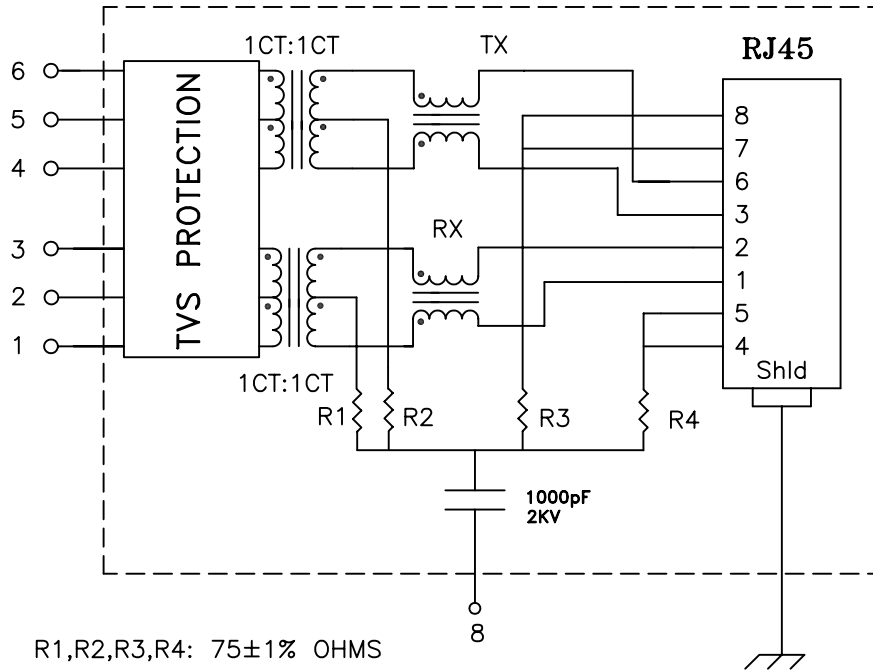 1CT:1CT
TX
RJ45
6
5
4
3
2
1
TVS PROTECTION
RX
8
7
6
3
2
1
5
4
Shld
1CT:1CT
R1
R2
R3
R4
1000pF
2KV
8
R1,R2,R3,R4: 75±1% OHMS